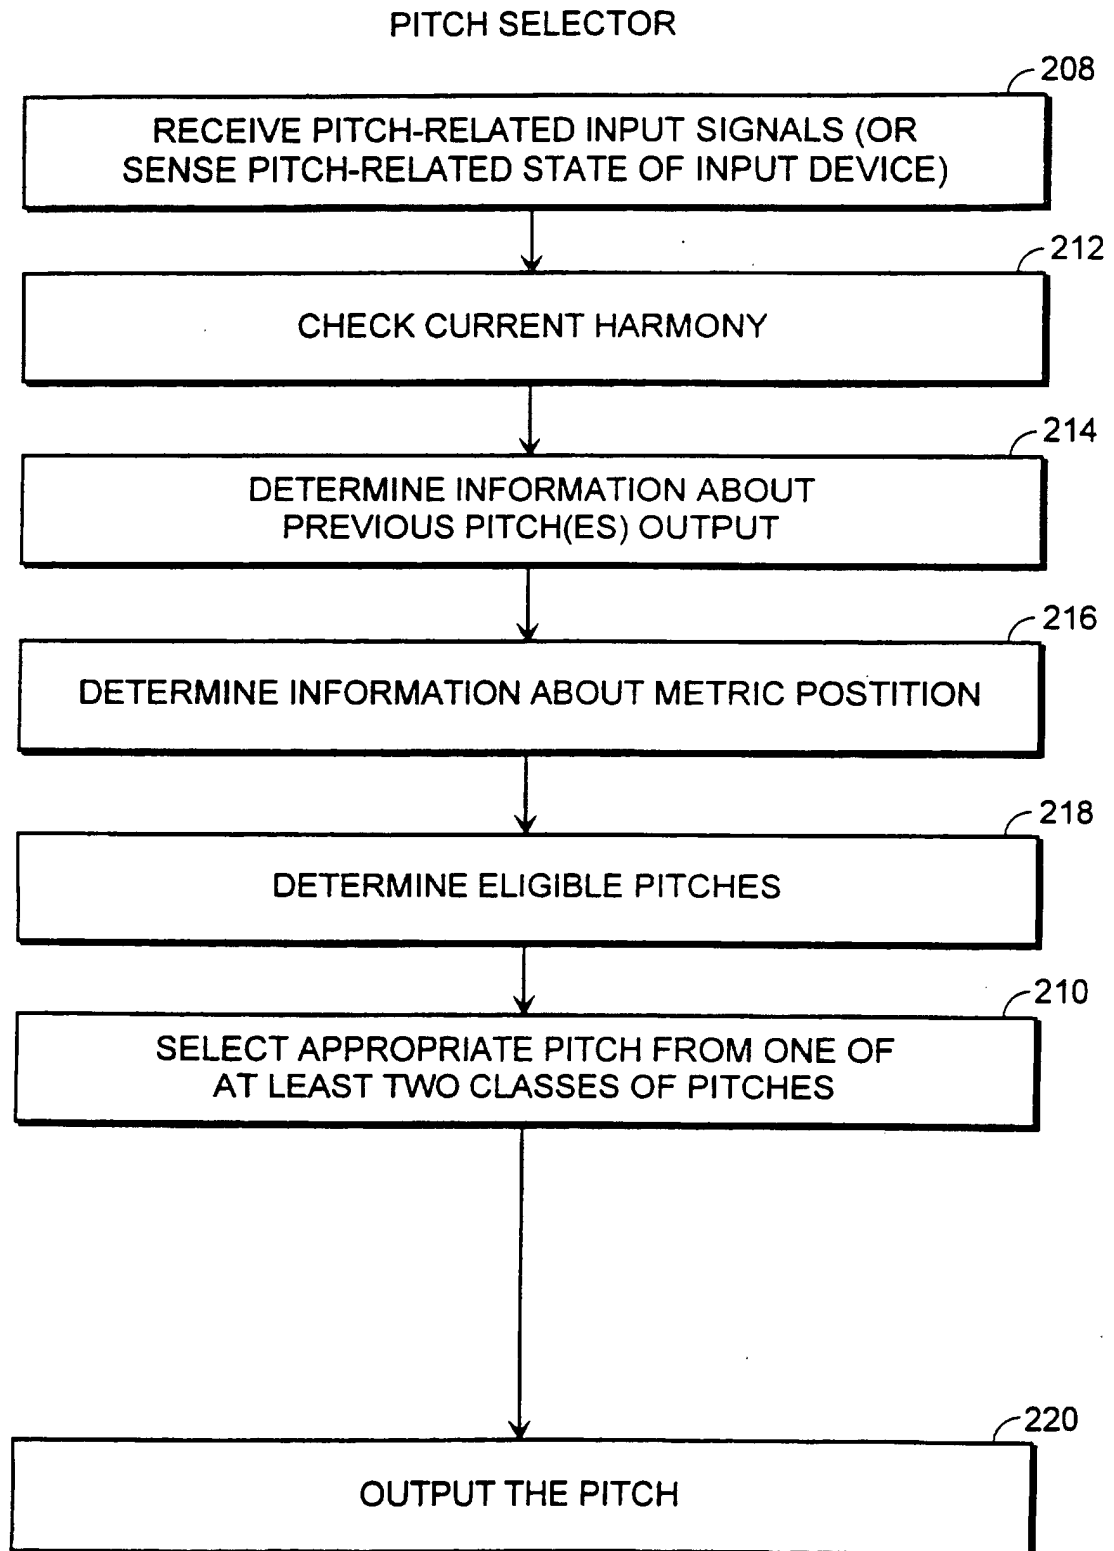 PITCH SELECTOR
208
RECEIVE PITCH-RELATED INPUT SIGNALS (OR
SENSE PITCH-RELATED STATE OF INPUT DEVICE)
212
CHECK CURRENT HARMONY
214
DETERMINE INFORMATION ABOUT
PREVIOUS PITCH(ES) OUTPUT
216
DETERMINE INFORMATION ABOUT METRIC POSTITION
218
DETERMINE ELIGIBLE PITCHES
210
SELECT APPROPRIATE PITCH FROM ONE OF
AT LEAST TWO CLASSES OF PITCHES
220
OUTPUT THE PITCH